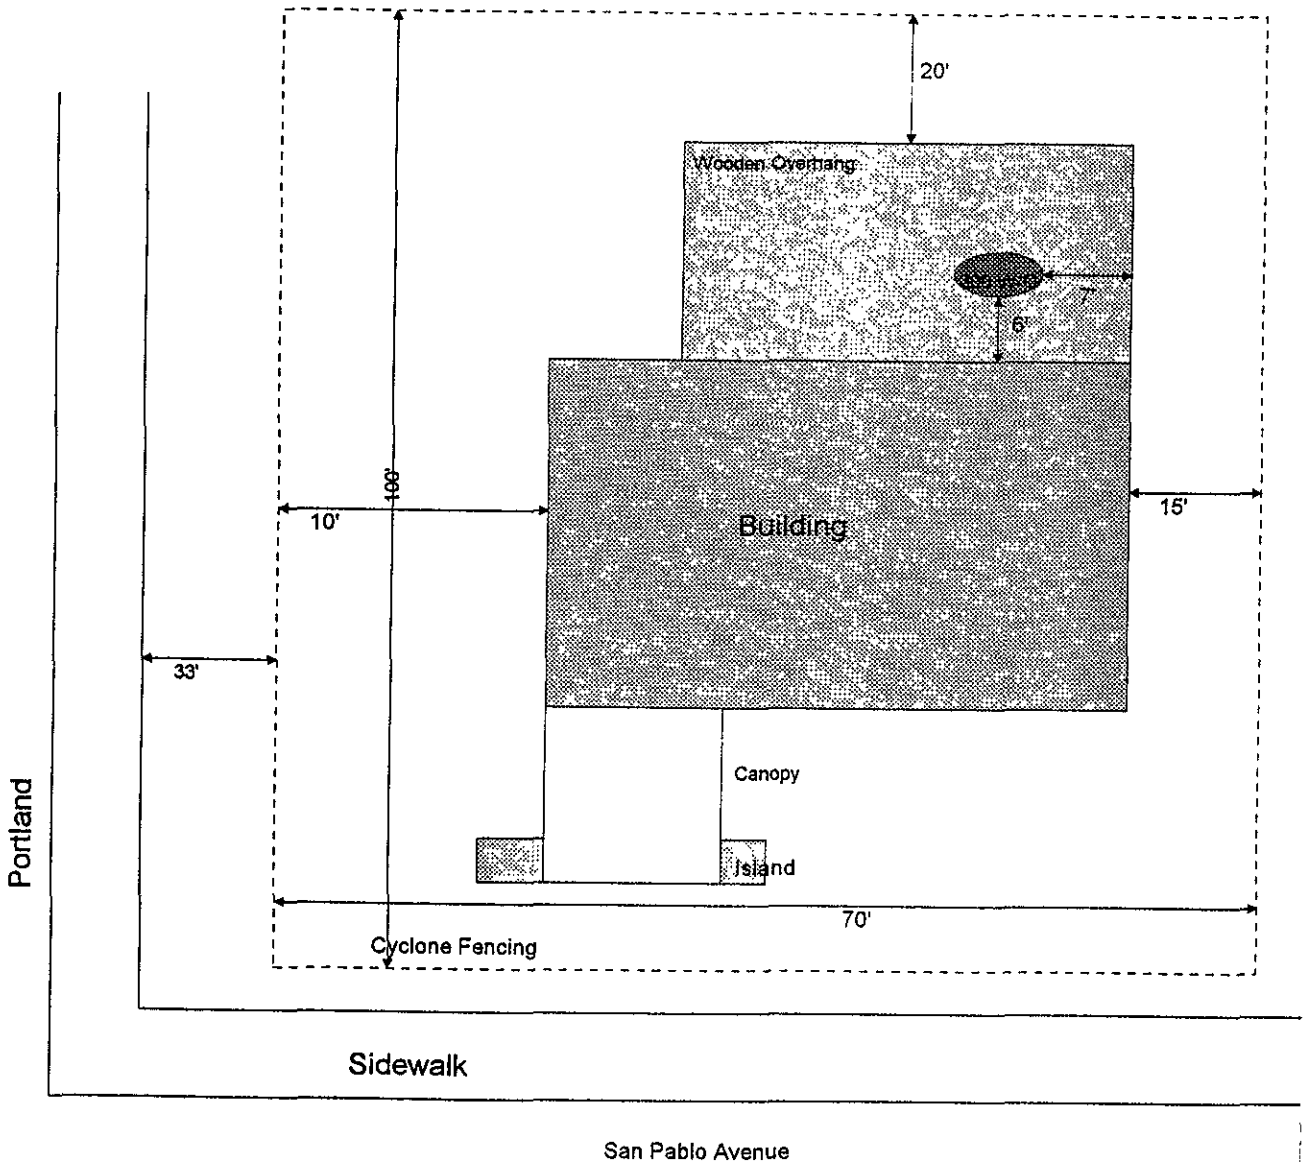 20'
Wooden Overhang
7'
6'
100'
10'
15'
Building
33'
Canopy
Portland
Island
70'
Cyclone Fencing
Sidewalk
San Pablo Avenue